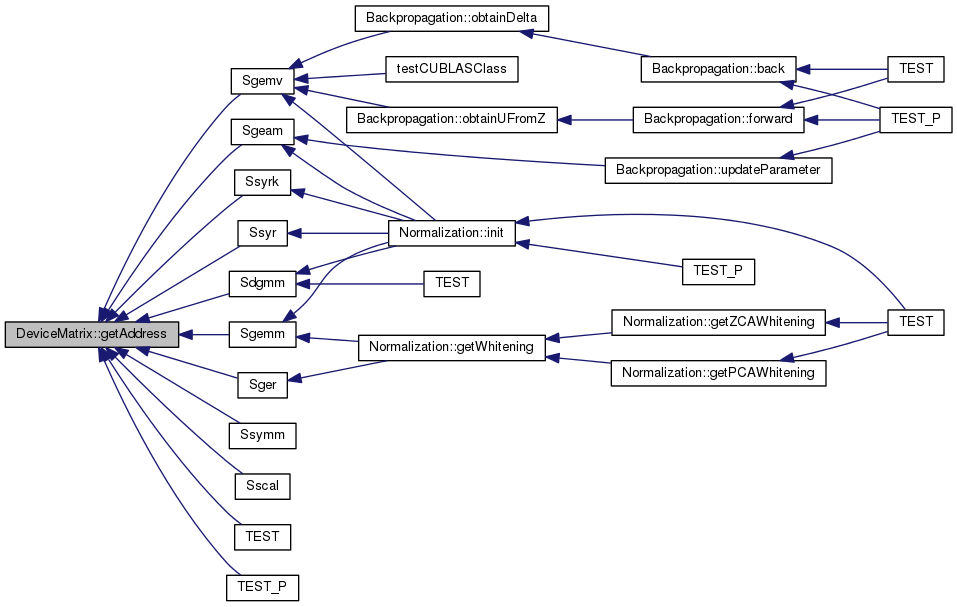 Backpropagation::obtainDelta
testCUBLASClass
Backpropagation::back
TEST
Sgemv
Backpropagation::obtainUFromZ
Backpropagation::forward
TEST_P
Sgeam
Backpropagation::updateParameter
Ssyrk
Ssyr
Normalization::init
TEST_P
Sdgmm
TEST
DeviceMatrix::getAddress
Sgemm
Normalization::getWhitening
Normalization::getZCAWhitening
TEST
Sger
Normalization::getPCAWhitening
Ssymm
Sscal
TEST
TEST_P